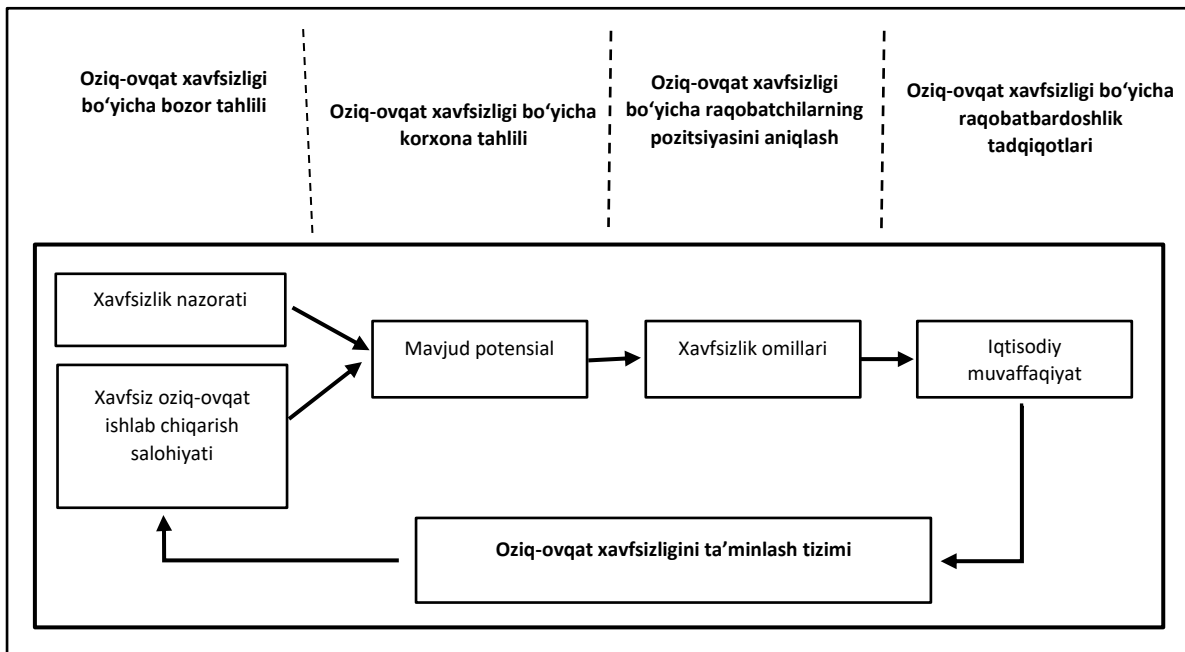 Oziq-ovqat xavfsizligi
bo‘yicha bozor tahlili
Oziq-ovqat xavfsizligi bo‘yicha
korxona tahlili
Oziq-ovqat xavfsizligi
bo‘yicha raqobatchilarning
pozitsiyasini aniqlash
Oziq-ovqat xavfsizligi bo‘yicha
raqobatbardoshlik
tadqiqotlari
Xavfsizlik nazorati
Xavfsiz oziq-ovqat
ishlab chiqarish
salohiyati
Mavjud potensial
Xavfsizlik omillari
Iqtisodiy
muvaffaqiyat
Oziq-ovqat xavfsizligini ta’minlash tizimi